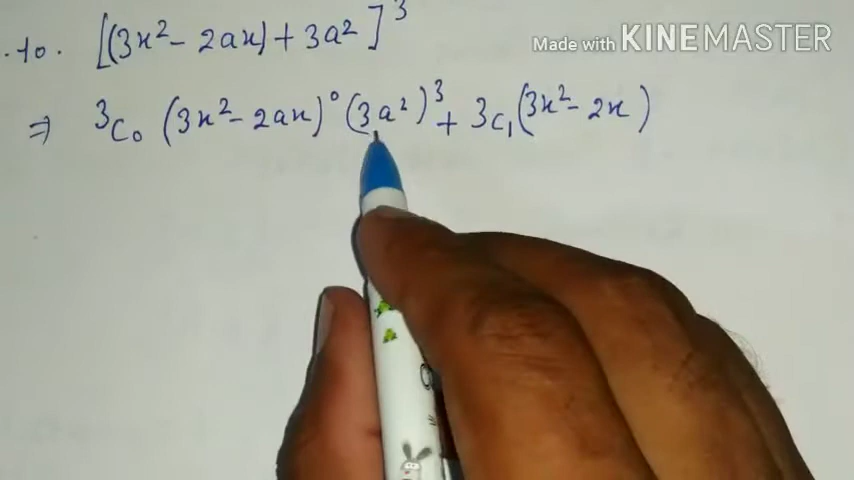 Made with KINEMASTER
.10. [(3x² - 2ax) + 3a²]³
⇒ ³C₀ (3x² - 2ax)⁰ (3a²)³ + 3C₁ (3x² - 2x)